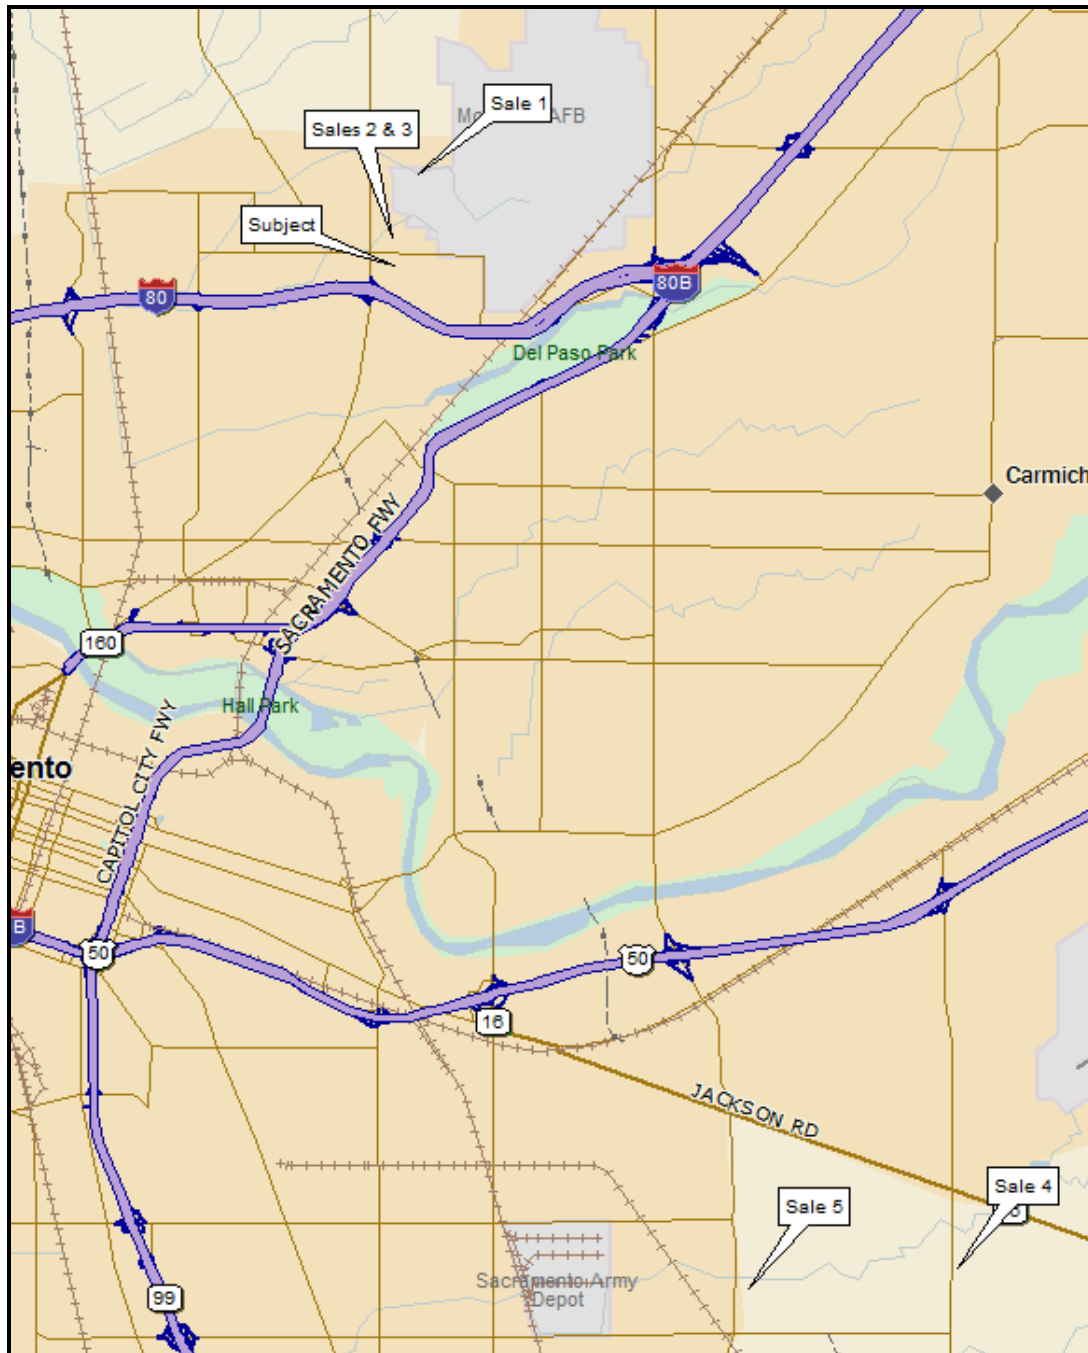 Sale 1
Sales 2 & 3
AFB
Subject
80
80B
Del Paso Park
Carmich
SACRAMENTO FWY
160
Hall Park
CAPITOL CITY FWY
ento
B
50
50
16
JACKSON RD
Sale 4
Sale 5
Sacramento Army
Depot
99